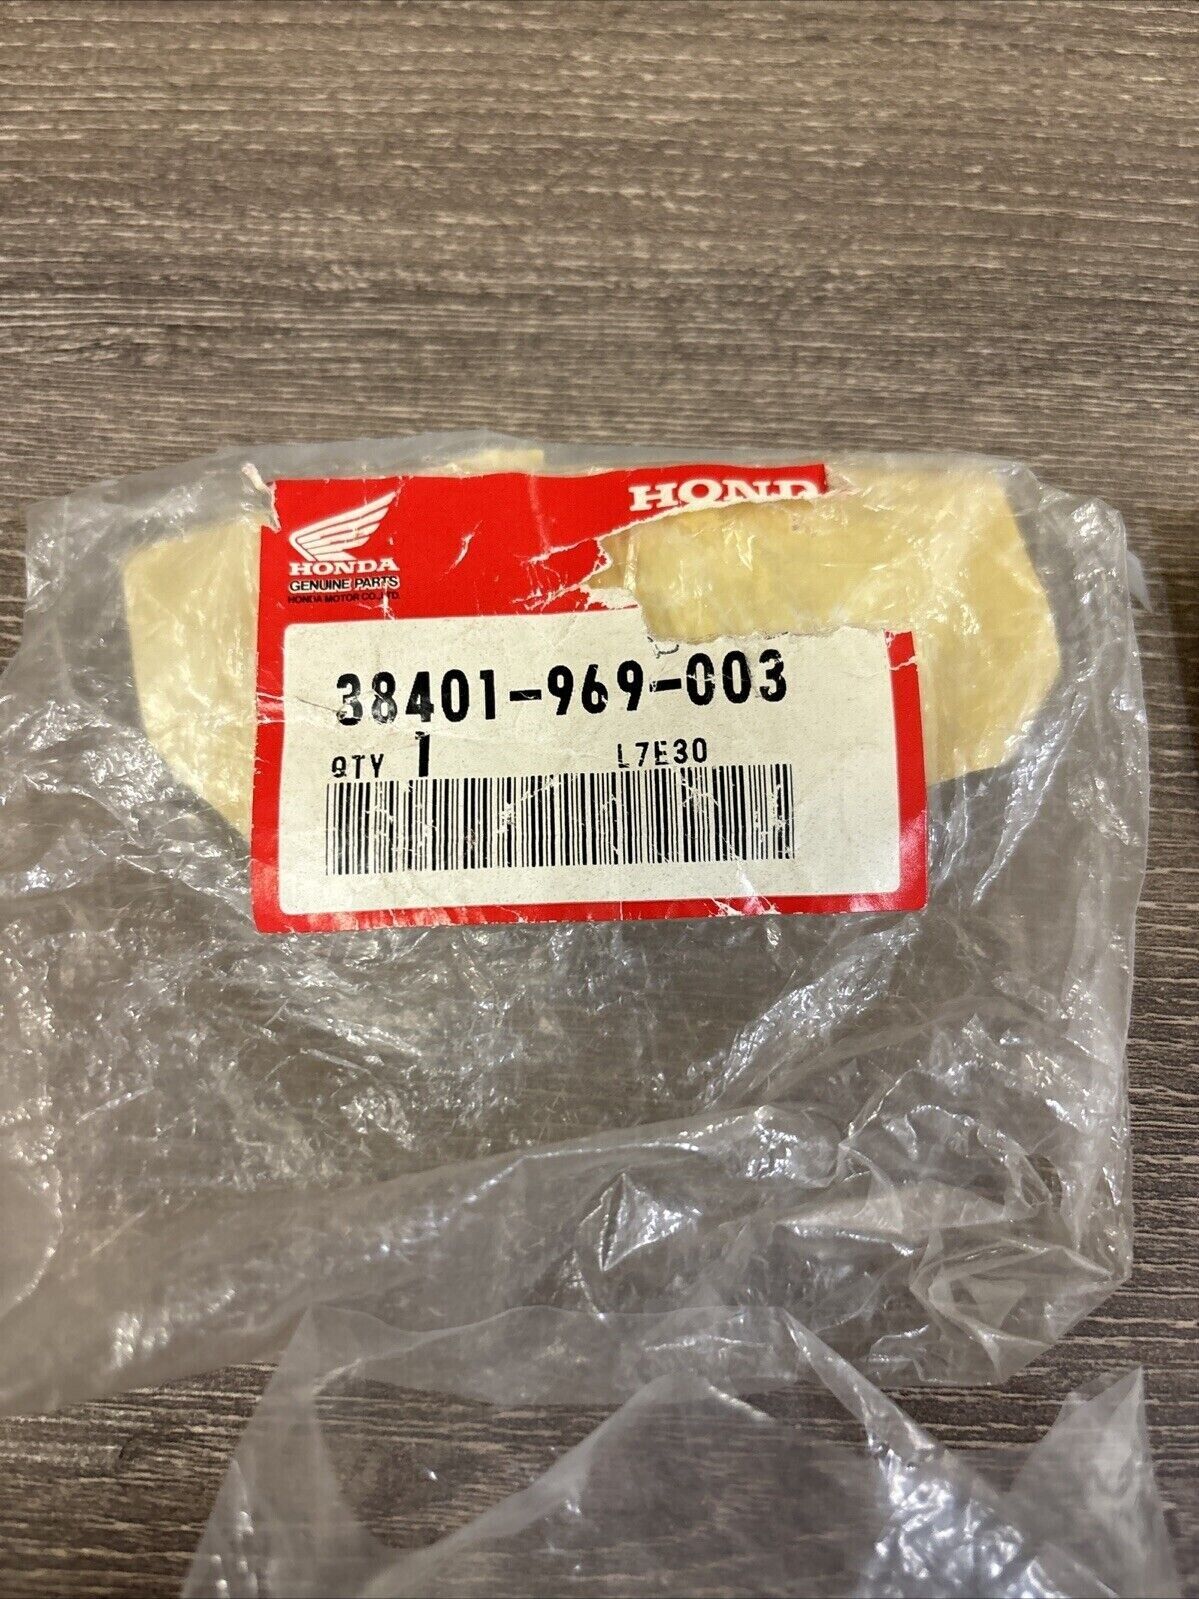 HONDA
HONDA
GENUINE PARTS
HONDA MOTOR CO., LTD.
38401-969-003
QTY 1 L7E30